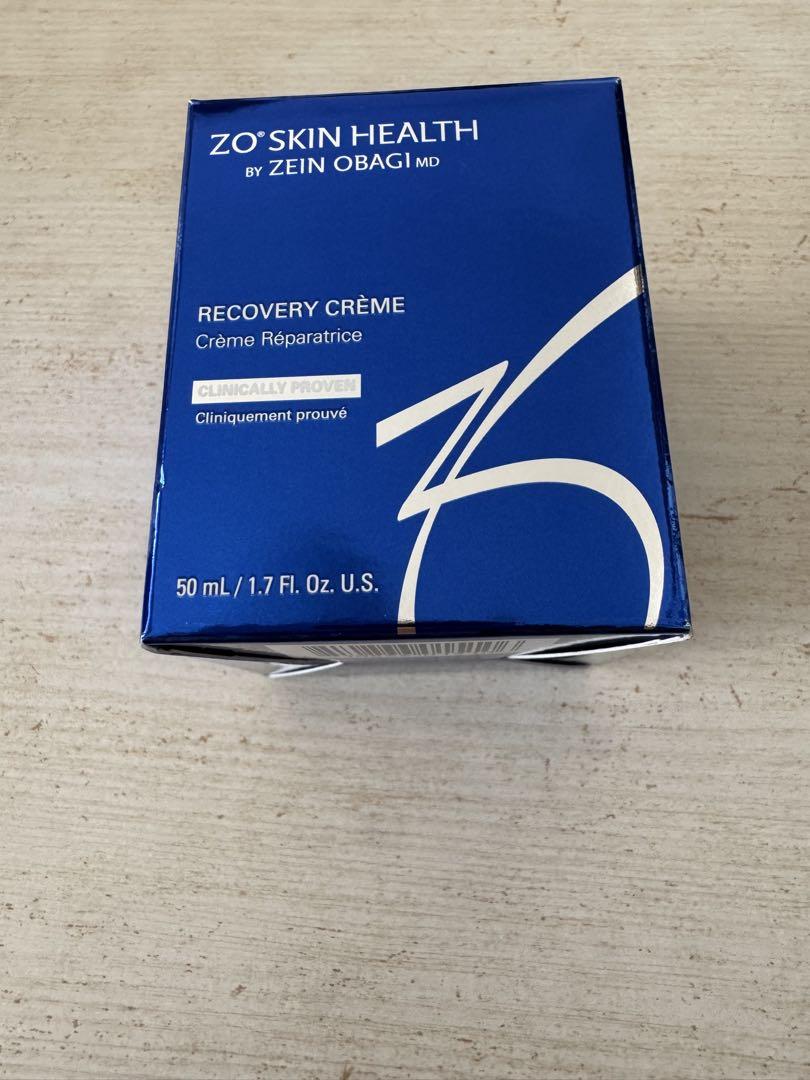 ZO® SKIN HEALTH
BY ZEIN OBAGI MD
RECOVERY CRÈME
Crème Réparatrice
CLINICALLY PROVEN
Cliniquement prouvé
50 mL / 1.7 Fl. Oz. U.S.